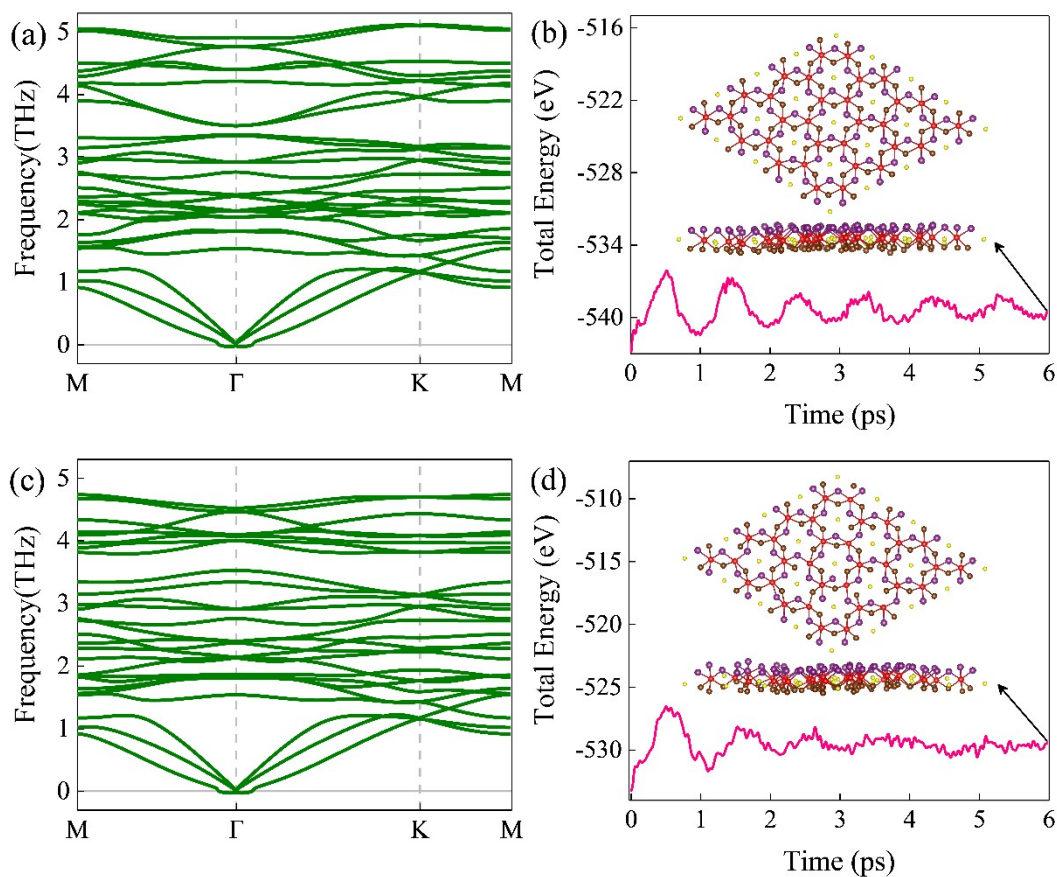 (a)
Frequency(THz)
5
4
3
2
1
0
M Γ K M
(b)
Total Energy (eV)
-516
-522
-528
-534
-540
0 1 2 3 4 5 6
Time (ps)
(c)
Frequency(THz)
5
4
3
2
1
0
M Γ K M
(d)
Total Energy (eV)
-510
-515
-520
-525
-530
0 1 2 3 4 5 6
Time (ps)